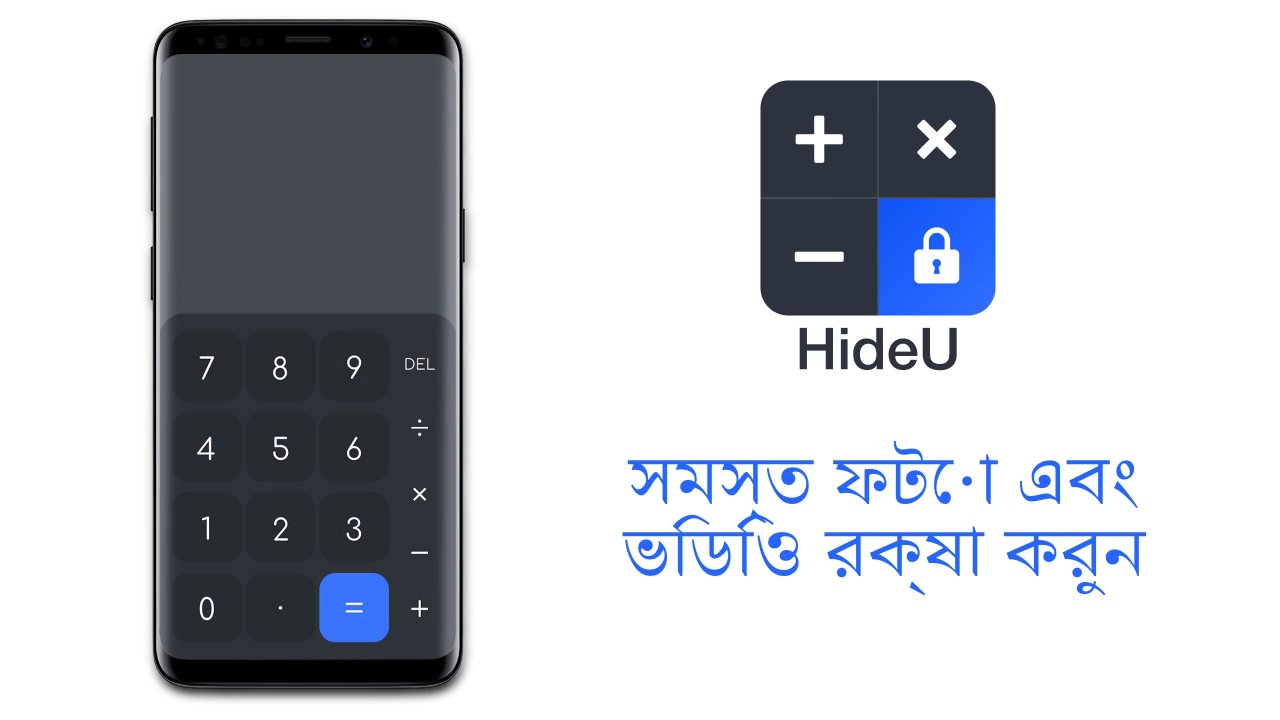 7 8 9 DEL
÷
4 5 6
×
1 2 3
−
0 . = +
+ ×
−
HideU
সমস্ত ফটো এবং
ভিডিও রক্ষা করুন